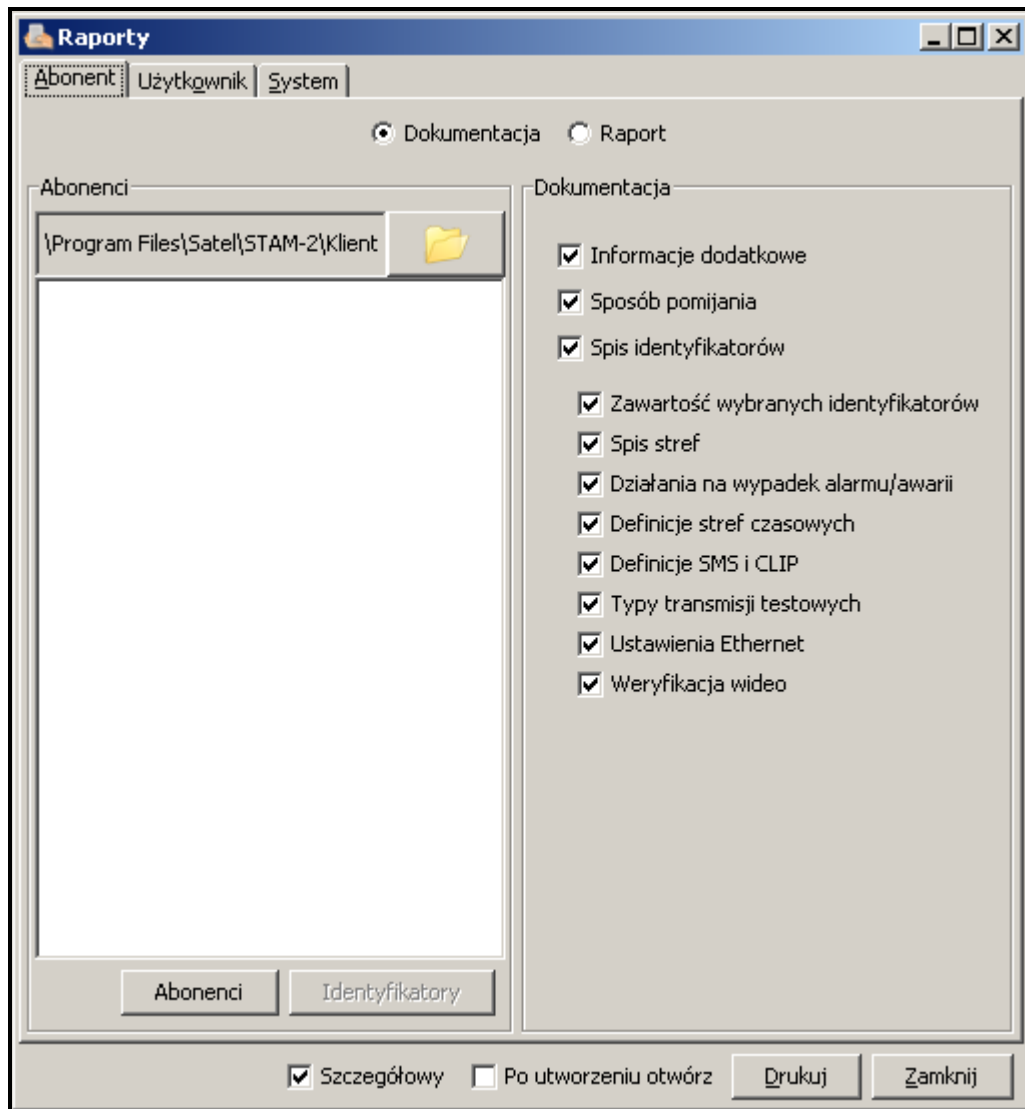 Raporty
Abonent Użytkownik System
Dokumentacja Raport
Abonenci
\Program Files\Satel\STAM-2\Klient
Abonenci Identyfikatory
Dokumentacja
Informacje dodatkowe
Sposób pomijania
Spis identyfikatorów
Zawartość wybranych identyfikatorów
Spis stref
Działania na wypadek alarmu/awarii
Definicje stref czasowych
Definicje SMS i CLIP
Typy transmisji testowych
Ustawienia Ethernet
Weryfikacja wideo
Szczegółowy Po utworzeniu otwórz Drukuj Zamknij